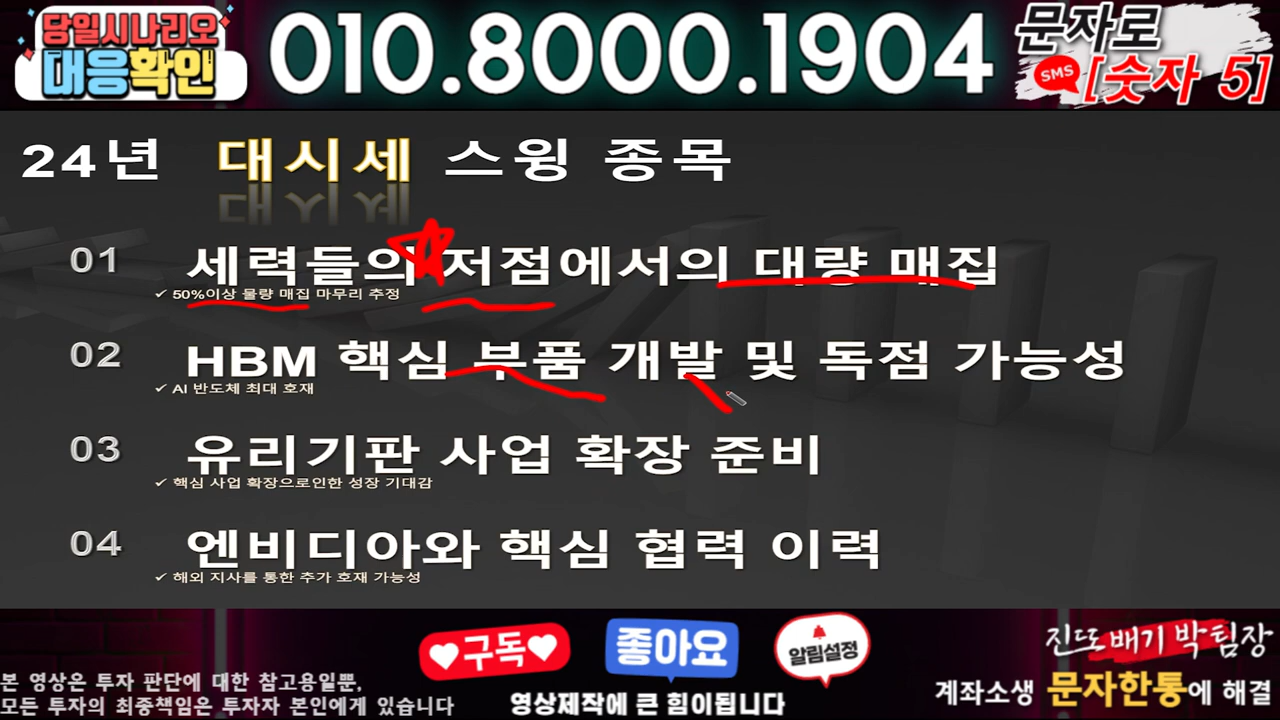 당일시나리오
대응확인
010.8000.1904
문자로
SMS [숫자 5]
24년 대시세 스윙 종목
01 세력들의 저점에서의 대량 매집
✓ 50%이상 물량 매집 마무리 추정
02 HBM 핵심 부품 개발 및 독점 가능성
✓ AI 반도체 최대 호재
03 유리기판 사업 확장 준비
✓ 핵심 사업 확장으로인한 성장 기대감
04 엔비디아와 핵심 협력 이력
✓ 해외 지사를 통한 추가 호재 가능성
구독
좋아요
알림설정
영상제작에 큰 힘이됩니다
본 영상은 투자 판단에 대한 참고용일뿐,
모든 투자의 최종책임은 투자자 본인에게 있습니다
진또배기 박팀장
계좌소생 문자한통에 해결